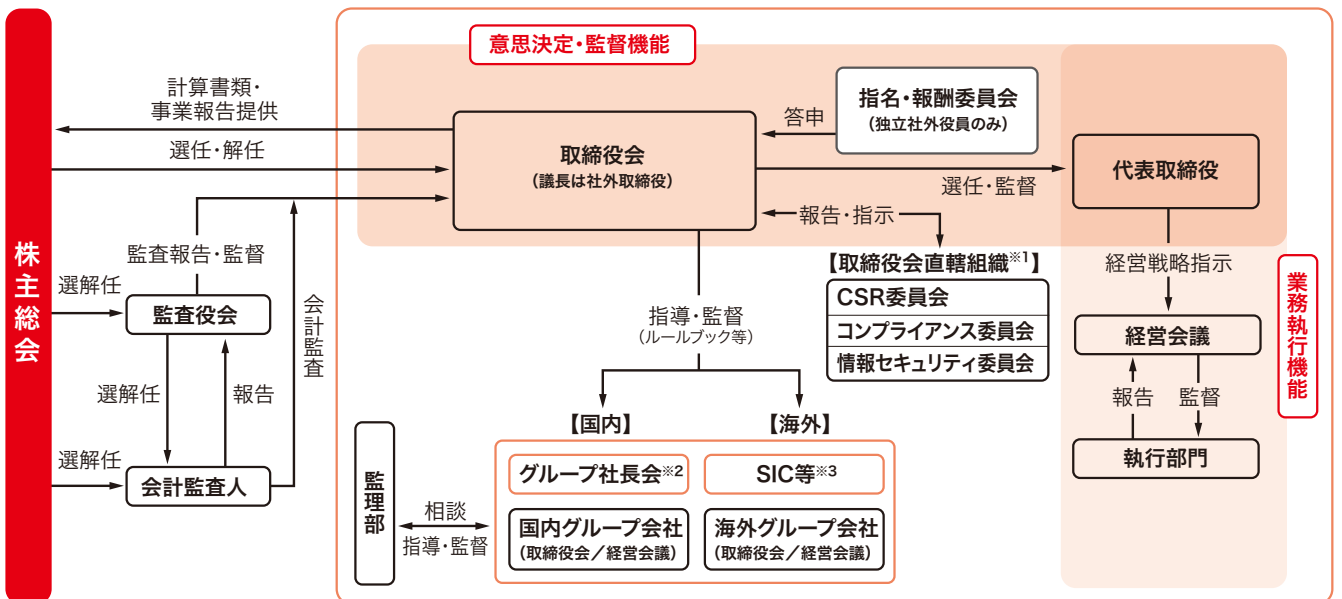 株主総会
意思決定・監督機能
計算書類・
事業報告提供
選任・解任
監査報告・監督
選解任
監査役会
会計監査
選解任
報告
選解任
会計監査人
取締役会
(議長は社外取締役)
答申
指名・報酬委員会
(独立社外役員のみ)
選任・監督
代表取締役
報告・指示
【取締役会直轄組織※1】
CSR委員会
コンプライアンス委員会
情報セキュリティ委員会
指導・監督
(ルールブック等)
経営戦略指示
業務執行機能
経営会議
報告
監督
執行部門
【国内】
【海外】
監理部
相談
指導・監督
グループ社長会※2
SIC等※3
国内グループ会社
(取締役会/経営会議)
海外グループ会社
(取締役会/経営会議)